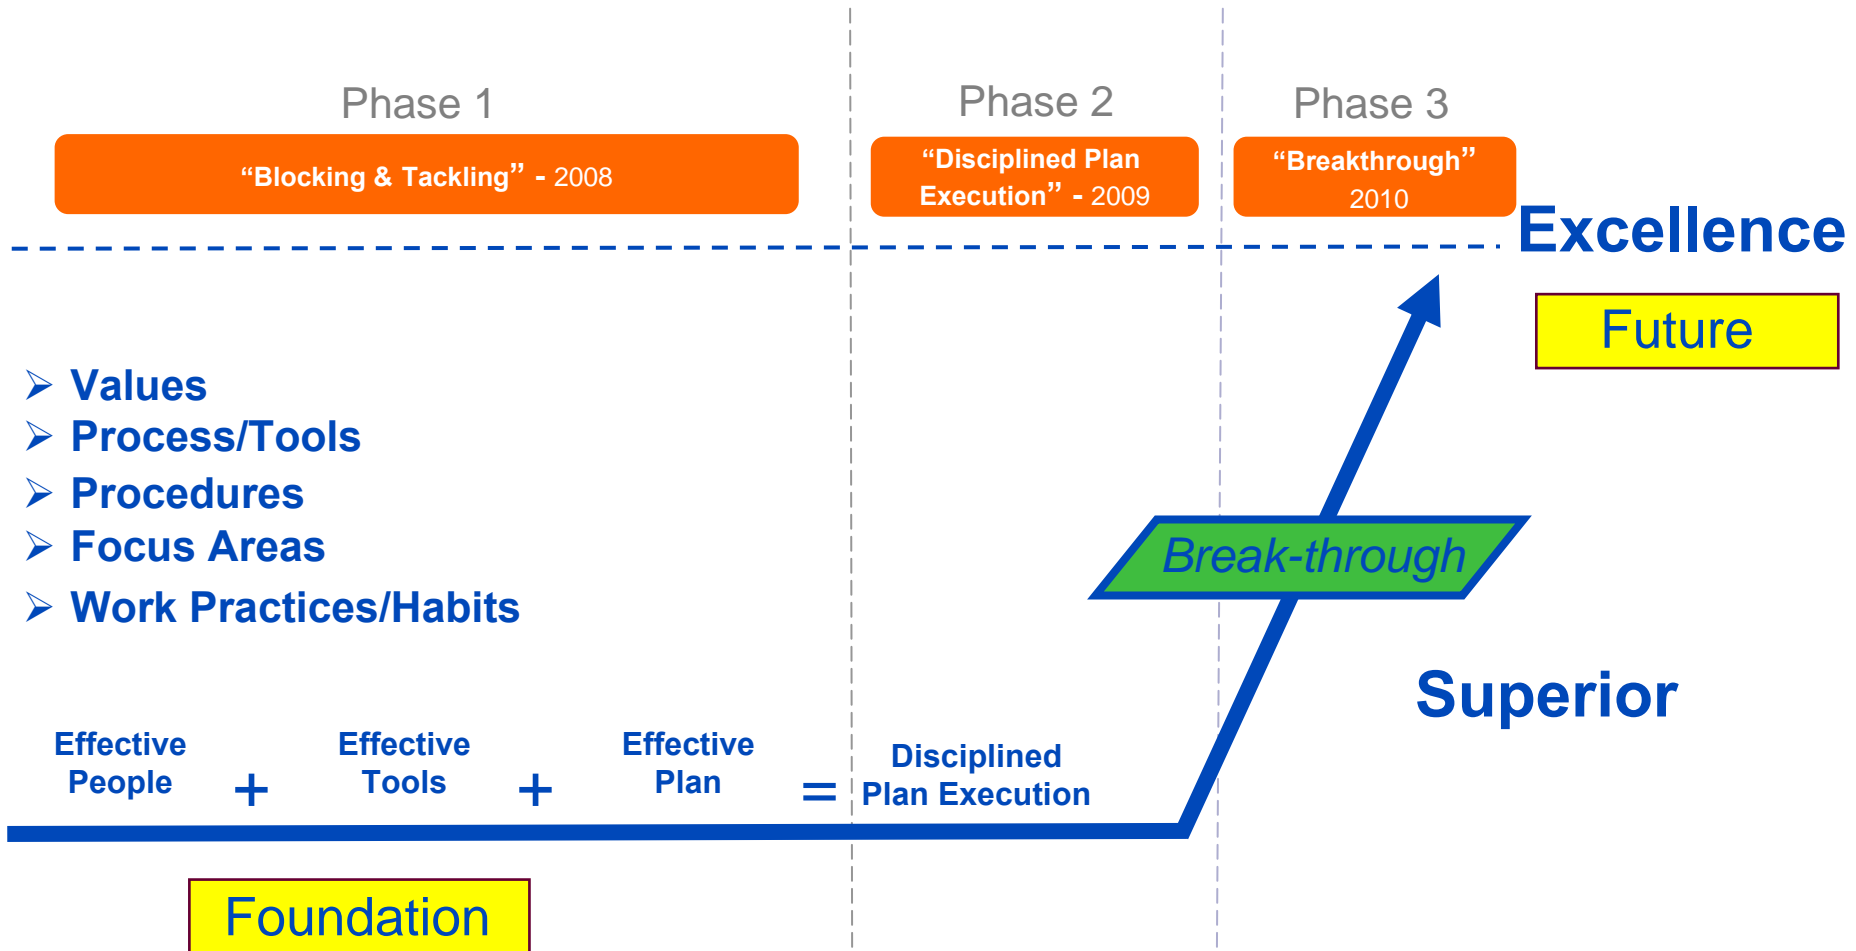 Phase 1
Phase 2
Phase 3
“Blocking & Tackling” - 2008
“Disciplined Plan
Execution” - 2009
“Breakthrough”
2010
Excellence
Future
➢ Values
➢ Process/Tools
➢ Procedures
➢ Focus Areas
➢ Work Practices/Habits
Break-through
Superior
Effective
People
+
Effective
Tools
+
Effective
Plan
=
Disciplined
Plan Execution
Foundation